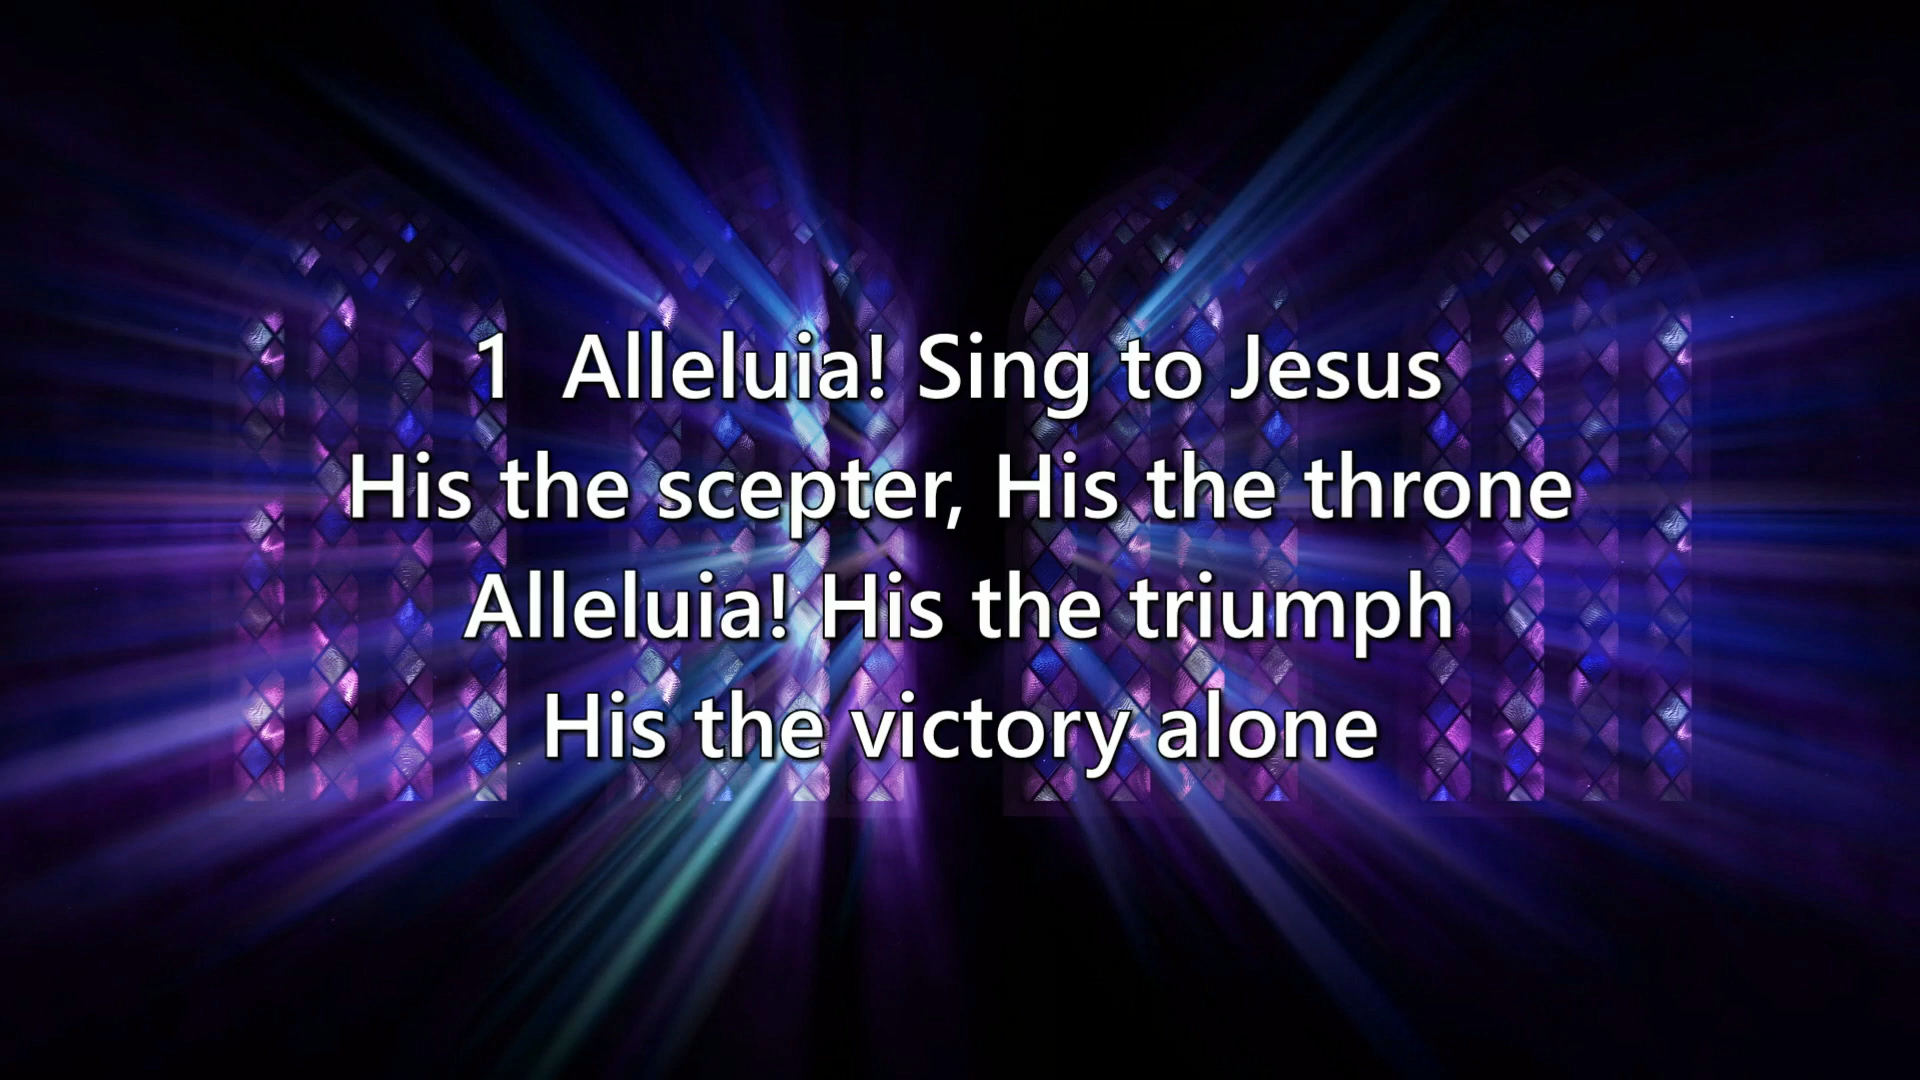 1 Alleluia! Sing to Jesus
His the scepter, His the throne
Alleluia! His the triumph
His the victory alone